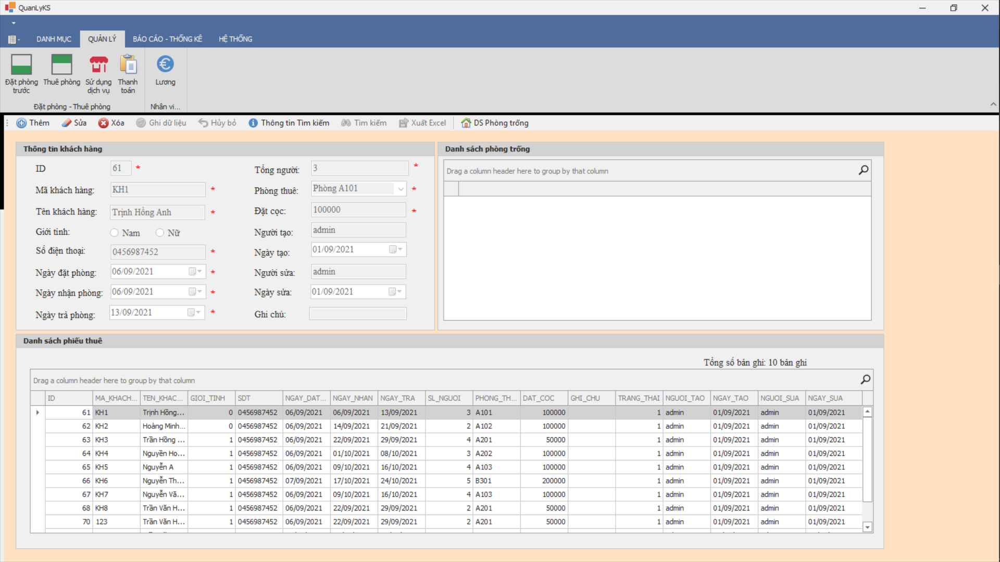 QuanLyKS
DANH MỤC QUẢN LÝ BÁO CÁO - THỐNG KÊ HỆ THỐNG
Đặt phòng trước Thuê phòng Sử dụng dịch vụ Thanh toán Lương
Đặt phòng - Thuê phòng Nhân vi...
Thêm Sửa Xóa Ghi dữ liệu Hủy bỏ Thông tin Tìm kiếm Tìm kiếm Xuất Excel DS Phòng trống
Thông tin khách hàng
ID 61 *
Mã khách hàng: KH1 *
Tên khách hàng: Trịnh Hồng Anh *
Giới tính: Nam Nữ
Số điện thoại: 0456987452 *
Ngày đặt phòng: 06/09/2021 *
Ngày nhận phòng: 06/09/2021 *
Ngày trả phòng: 13/09/2021 *
Tổng người: 3 *
Phòng thuê: Phòng A101 *
Đặt cọc: 100000 *
Người tạo: admin
Ngày tạo: 01/09/2021
Người sửa: admin
Ngày sửa: 01/09/2021
Ghi chú:
Danh sách phòng trống
Drag a column header here to group by that column
Danh sách phiếu thuê
Tổng số bản ghi: 10 bản ghi
Drag a column header here to group by that column
ID MA_KHACH... TEN_KHAC... GIOI_TINH SDT NGAY_DAT... NGAY_NHAN NGAY_TRA SL_NGUOI PHONG_TH... DAT_COC GHI_CHU TRANG_THAI NGUOI_TAO NGAY_TAO NGUOI_SUA NGAY_SUA
61 KH1 Trịnh Hồng... 0 0456987452 06/09/2021 06/09/2021 13/09/2021 3 A101 100000 1 admin 01/09/2021 admin 01/09/2021
62 KH2 Hoàng Minh... 0 0456987452 06/09/2021 14/09/2021 21/09/2021 2 A102 100000 1 admin 01/09/2021 admin 01/09/2021
63 KH3 Trần Hồng ... 1 0456987452 06/09/2021 22/09/2021 29/09/2021 4 A201 50000 1 admin 01/09/2021 admin 01/09/2021
64 KH4 Nguyễn Ho... 1 0456987452 06/09/2021 01/10/2021 08/10/2021 3 A202 100000 1 admin 01/09/2021 admin 01/09/2021
65 KH5 Nguyễn A 1 0456987452 06/09/2021 09/10/2021 16/10/2021 4 A103 100000 1 admin 01/09/2021 admin 01/09/2021
66 KH6 Nguyễn Th... 1 0456987452 07/09/2021 17/10/2021 24/10/2021 5 B301 200000 1 admin 01/09/2021 admin 01/09/2021
67 KH7 Nguyễn Vă... 1 0456987452 06/09/2021 09/10/2021 16/10/2021 4 A103 100000 1 admin 01/09/2021 admin 01/09/2021
68 KH8 Trần Văn H... 1 0456987452 06/09/2021 22/09/2021 29/09/2021 2 A201 50000 1 admin 01/09/2021 admin 01/09/2021
70 123 Trần Văn H... 1 0456987452 06/09/2021 22/09/2021 29/09/2021 2 A201 50000 1 admin 01/09/2021 admin 01/09/2021